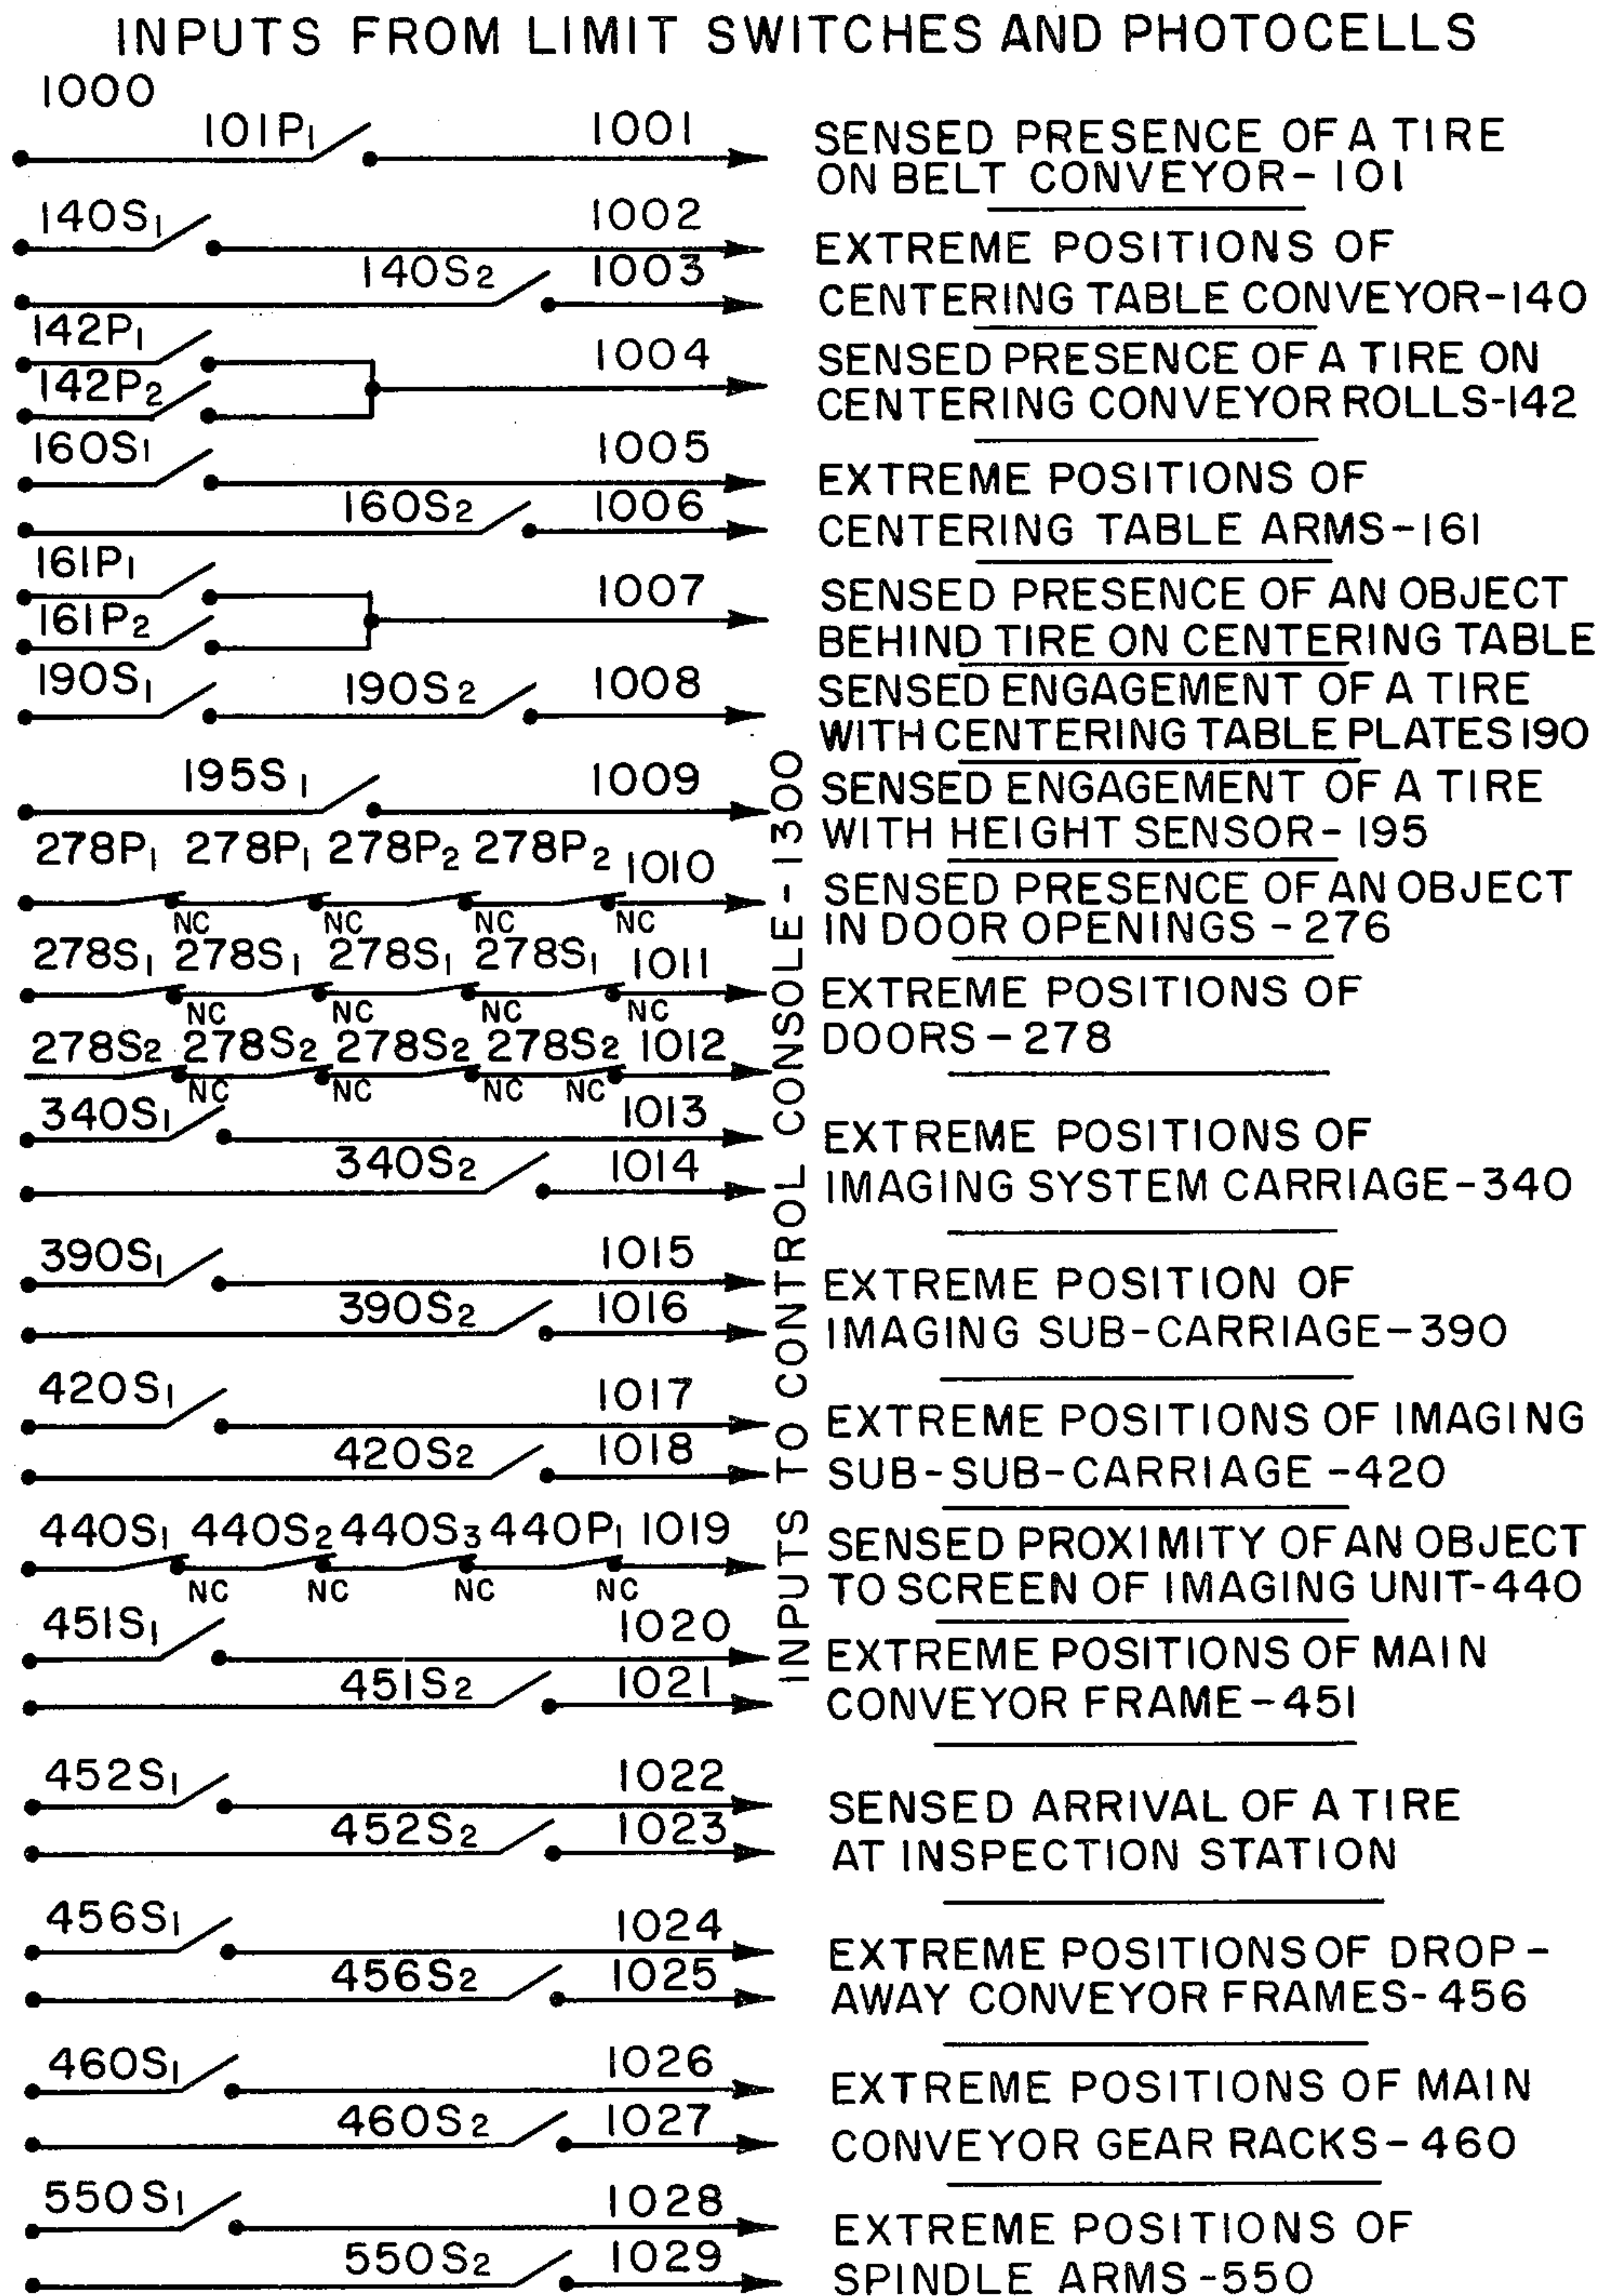 INPUTS FROM LIMIT SWITCHES AND PHOTOCELLS
1000
101P1 1001 SENSED PRESENCE OF A TIRE
ON BELT CONVEYOR-101
140S1 1002 EXTREME POSITIONS OF
140S2 1003 CENTERING TABLE CONVEYOR-140
142P1 1004 SENSED PRESENCE OF A TIRE ON
142P2 CENTERING CONVEYOR ROLLS-142
160S1 1005 EXTREME POSITIONS OF
160S2 1006 CENTERING TABLE ARMS-161
161P1 1007 SENSED PRESENCE OF AN OBJECT
161P2 BEHIND TIRE ON CENTERING TABLE
190S1 190S2 1008 SENSED ENGAGEMENT OF A TIRE
WITH CENTERING TABLE PLATES 190
195S1 1009 SENSED ENGAGEMENT OF A TIRE
WITH HEIGHT SENSOR-195
278P1 278P1 278P2 278P2 1010 SENSED PRESENCE OF AN OBJECT
NC NC NC NC IN DOOR OPENINGS-276
278S1 278S1 278S1 278S1 1011 EXTREME POSITIONS OF
NC NC NC NC DOORS-278
278S2 278S2 278S2 278S2 1012
NC NC NC NC
340S1 1013 EXTREME POSITIONS OF
340S2 1014 IMAGING SYSTEM CARRIAGE-340
390S1 1015 EXTREME POSITION OF
390S2 1016 IMAGING SUB-CARRIAGE-390
420S1 1017 EXTREME POSITIONS OF IMAGING
420S2 1018 SUB-SUB-CARRIAGE-420
440S1 440S2 440S3 440P1 1019 SENSED PROXIMITY OF AN OBJECT
NC NC NC NC TO SCREEN OF IMAGING UNIT-440
451S1 1020 EXTREME POSITIONS OF MAIN
451S2 1021 CONVEYOR FRAME-451
452S1 1022 SENSED ARRIVAL OF A TIRE
452S2 1023 AT INSPECTION STATION
456S1 1024 EXTREME POSITIONS OF DROP-
456S2 1025 AWAY CONVEYOR FRAMES-456
460S1 1026 EXTREME POSITIONS OF MAIN
460S2 1027 CONVEYOR GEAR RACKS-460
550S1 1028 EXTREME POSITIONS OF
550S2 1029 SPINDLE ARMS-550
INPUTS TO CONTROL CONSOLE-1300